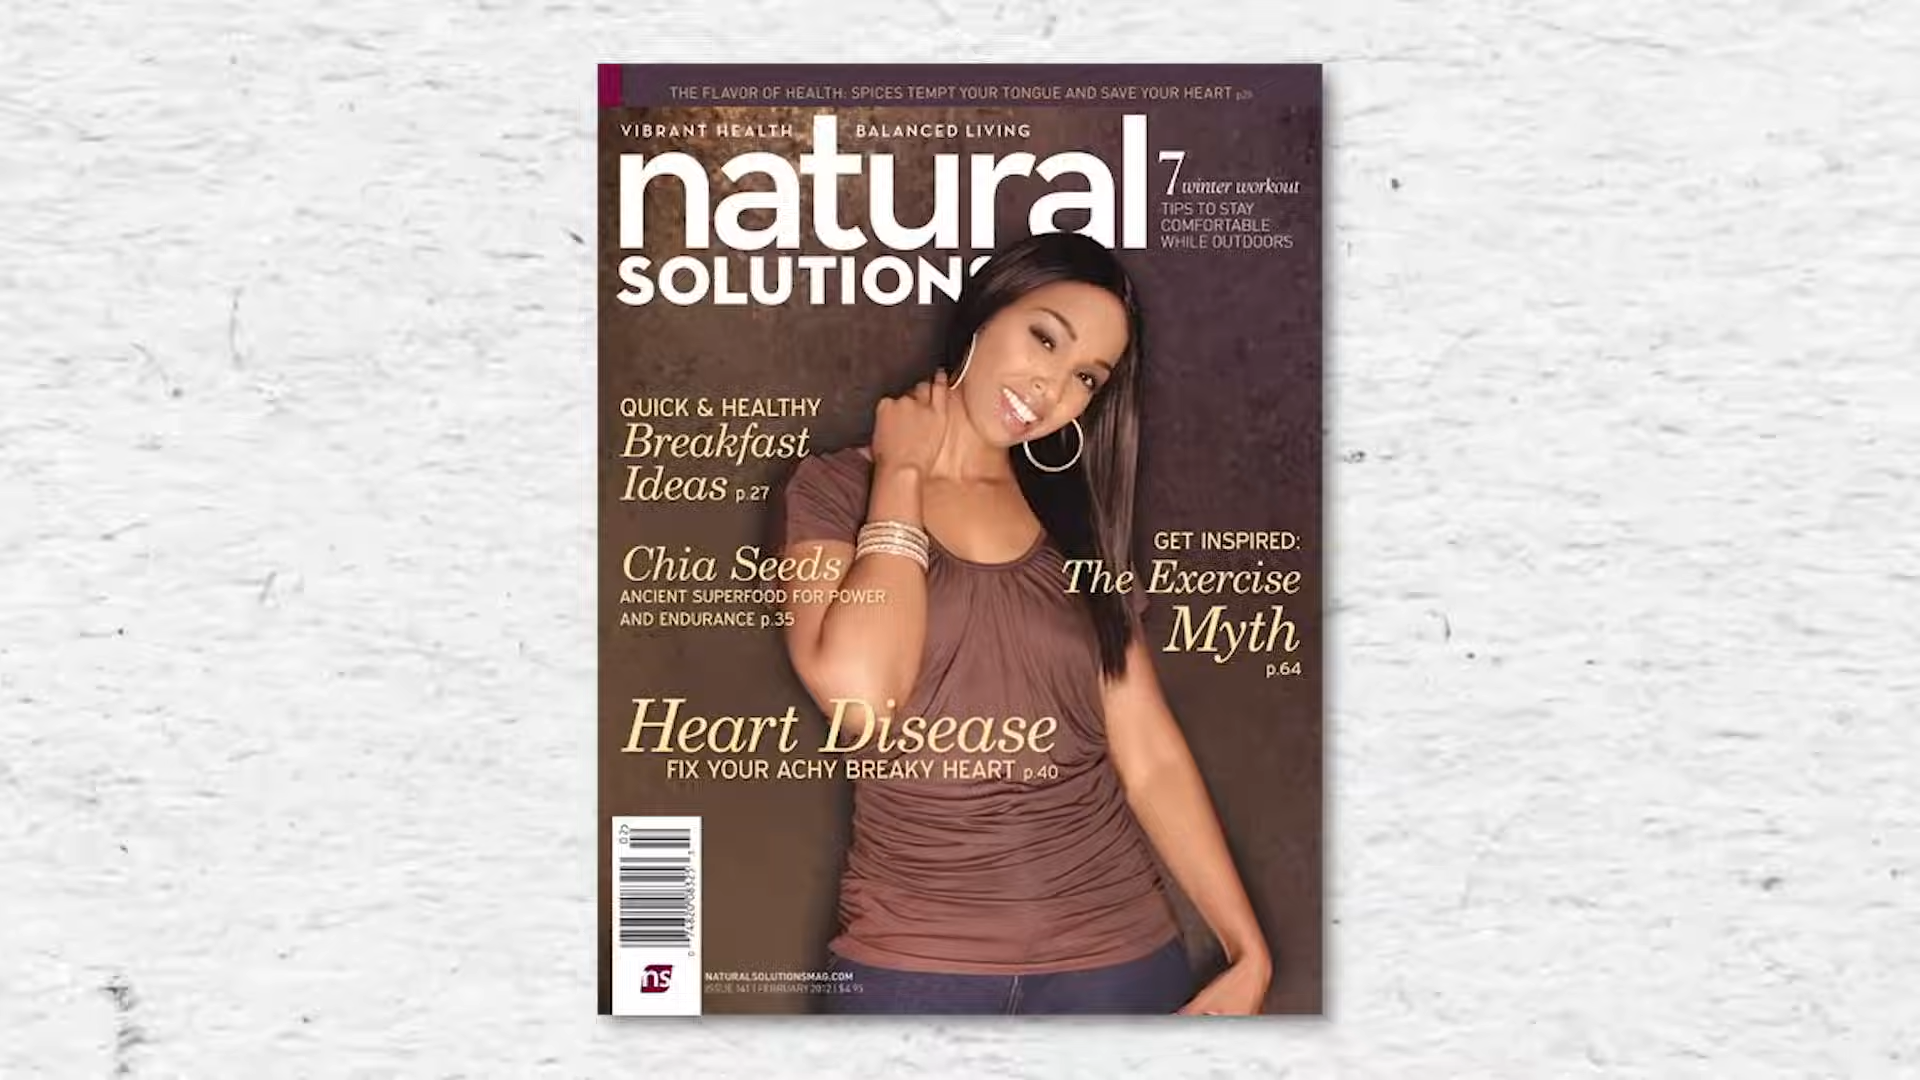 THE FLAVOR OF HEALTH: SPICES TEMPT YOUR TONGUE AND SAVE YOUR HEART
VIBRANT HEALTH BALANCED LIVING
natural
SOLUTIONS
7 winter workout
TIPS TO STAY
COMFORTABLE
WHILE OUTDOORS
QUICK & HEALTHY
Breakfast
Ideas p.27
Chia Seeds
ANCIENT SUPERFOOD FOR POWER
AND ENDURANCE p.35
GET INSPIRED:
The Exercise
Myth
p.64
Heart Disease
FIX YOUR ACHY BREAKY HEART p.40
02>
ns
NATURALSOLUTIONSMAG.COM
ISSUE 141 | FEBRUARY 2012 | $4.95